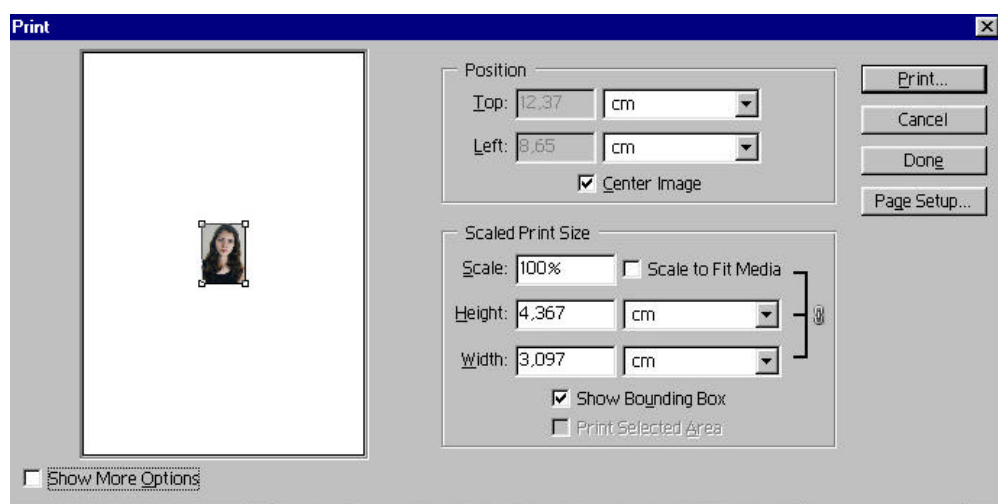 Print
Position
Top: 12,37 cm
Left: 8,65 cm
Center Image
Print...
Cancel
Done
Page Setup...
Scaled Print Size
Scale: 100% Scale to Fit Media
Height: 4,367 cm
Width: 3,097 cm
Show Bounding Box
Print Selected Area
Show More Options